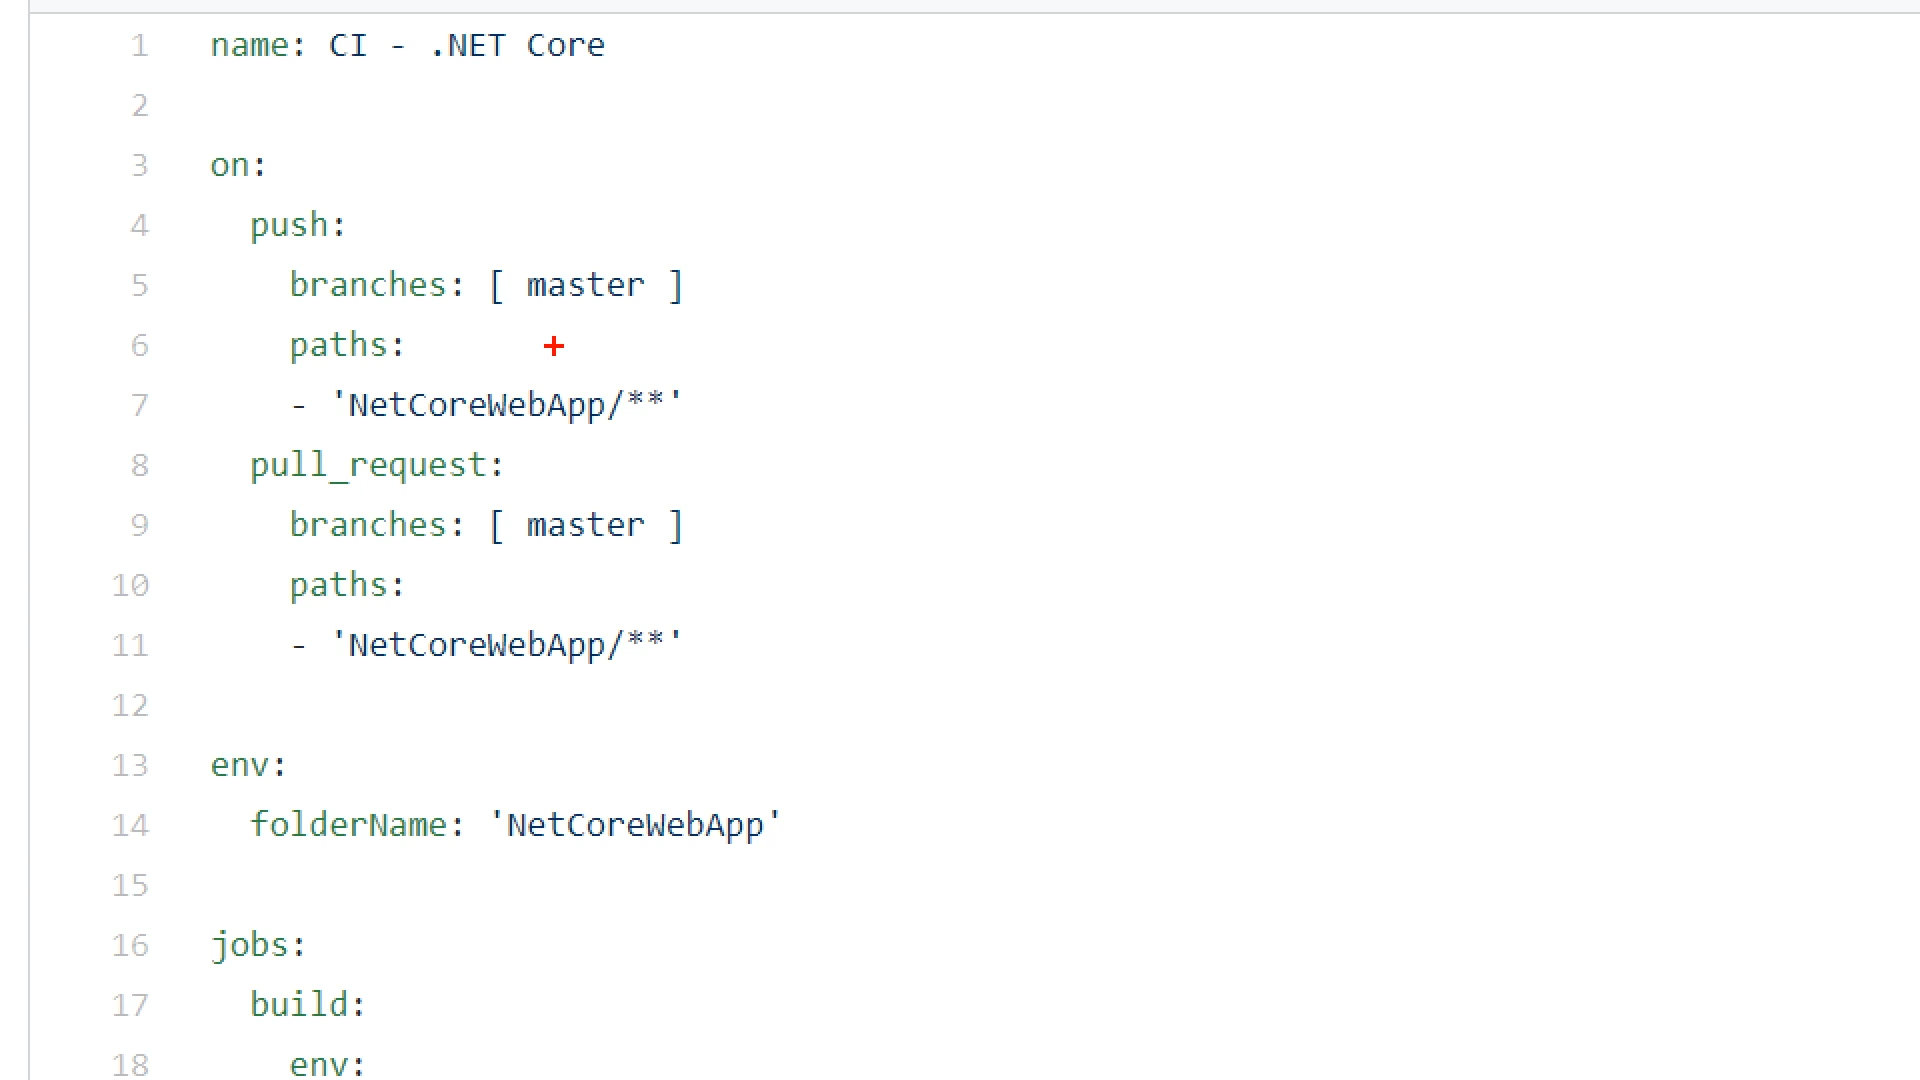 1 name: CI - .NET Core
2
3 on:
4   push:
5     branches: [ master ]
6     paths:
7     - 'NetCoreWebApp/**'
8   pull_request:
9     branches: [ master ]
10     paths:
11     - 'NetCoreWebApp/**'
12
13 env:
14   folderName: 'NetCoreWebApp'
15
16 jobs:
17   build:
18     env: